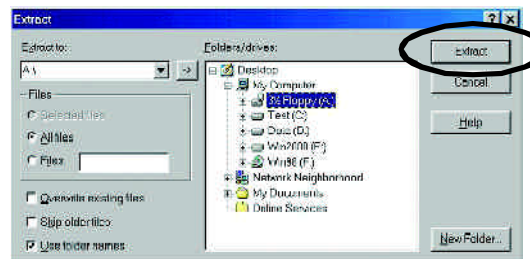 Extract
Extract to:
A:\
Files
Selected files
All files
Files
Overwrite existing files
Skip older files
Use folder names
Folders/drives:
Desktop
My Computer
3½ Floppy (A:)
Test (C:)
Data (D:)
Win2000 (E:)
Win98 (F:)
Network Neighborhood
My Documents
Online Services
Extract
Cancel
Help
New Folder...